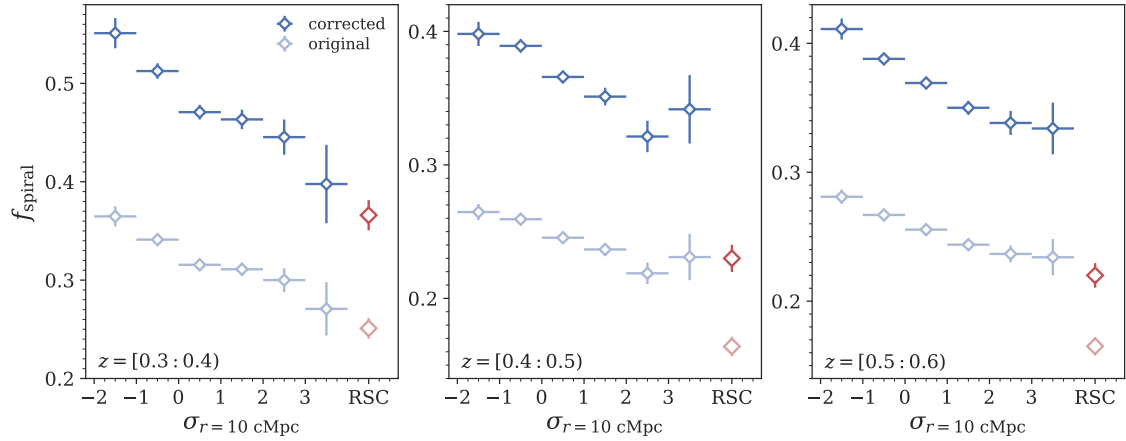 corrected
original
0.5
0.4
0.3
0.2
f_spiral
z = [0.3 : 0.4)
−2 −1 0 1 2 3 RSC
σ_{r = 10 cMpc}
0.4
0.3
0.2
z = [0.4 : 0.5)
−2 −1 0 1 2 3 RSC
σ_{r = 10 cMpc}
0.4
0.3
0.2
z = [0.5 : 0.6)
−2 −1 0 1 2 3 RSC
σ_{r = 10 cMpc}